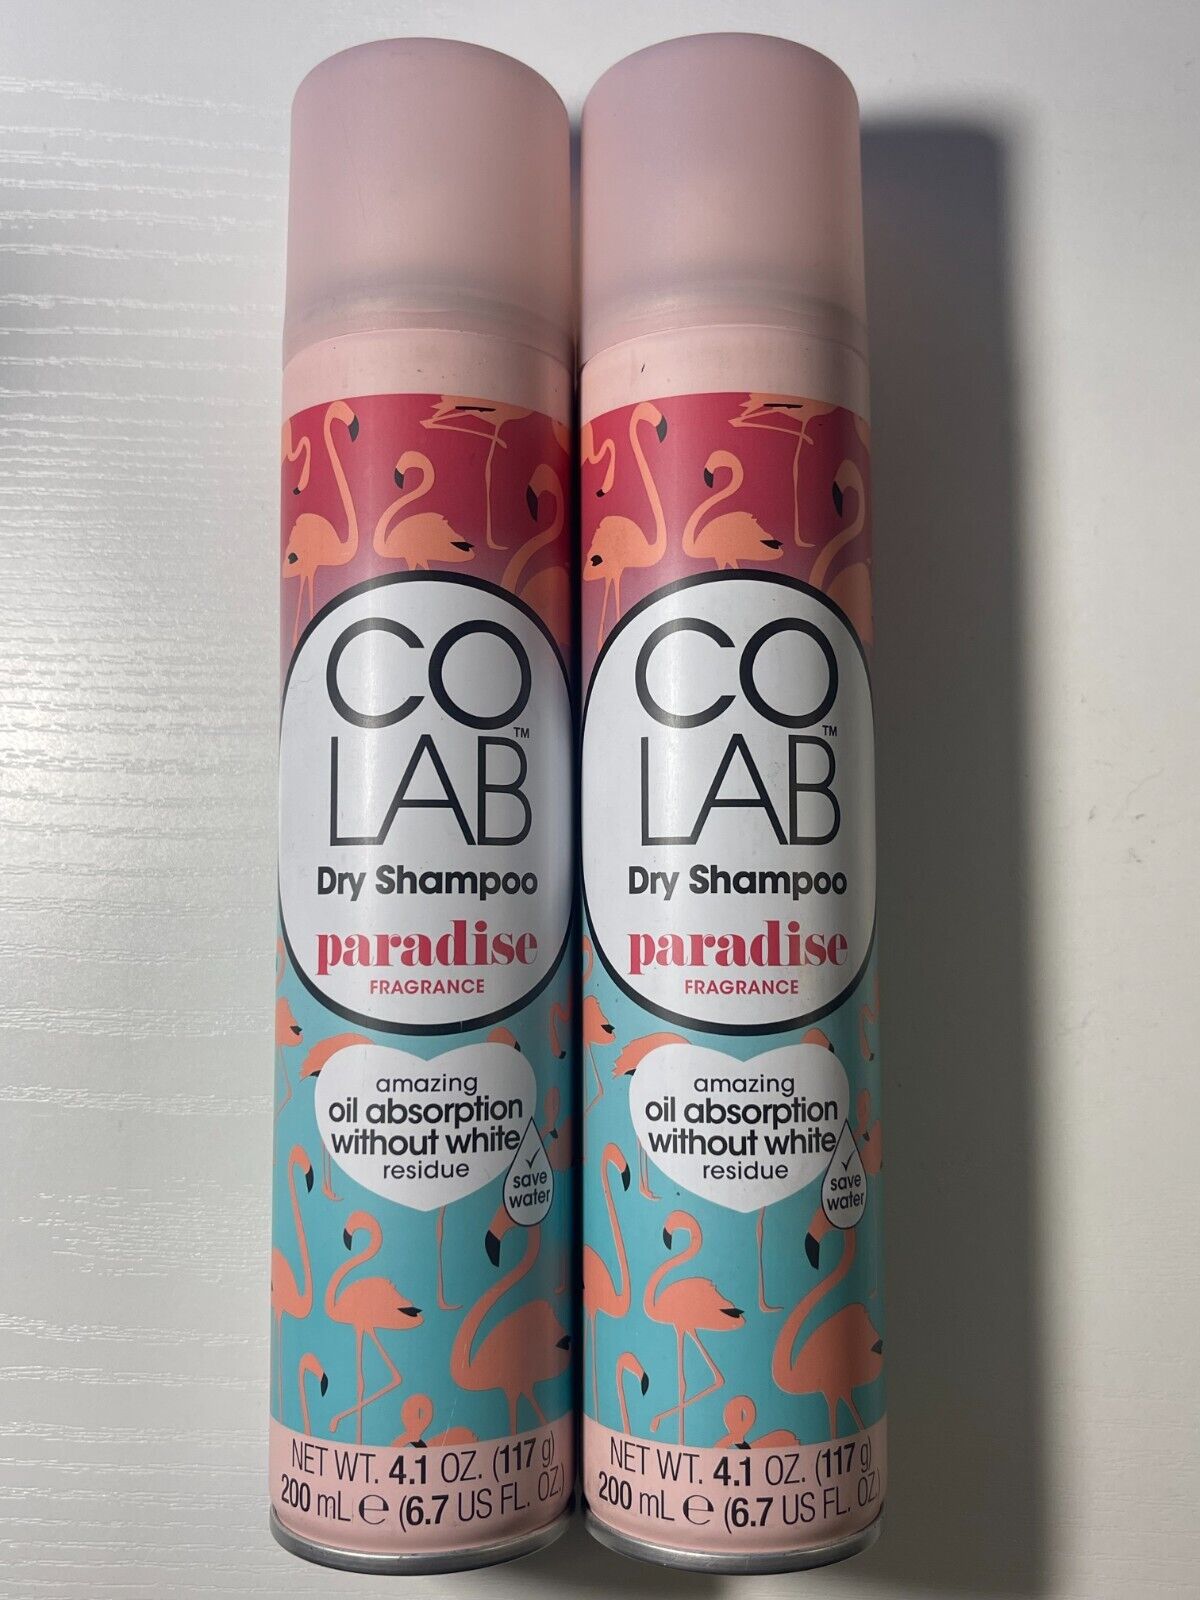 CO
LAB™
Dry Shampoo
paradise
FRAGRANCE
amazing
oil absorption
without white
residue
✓
save
water
NET WT. 4.1 OZ. (117 g)
200 mL ℮ (6.7 US FL. OZ.)
CO
LAB™
Dry Shampoo
paradise
FRAGRANCE
amazing
oil absorption
without white
residue
✓
save
water
NET WT. 4.1 OZ. (117 g)
200 mL ℮ (6.7 US FL. OZ.)